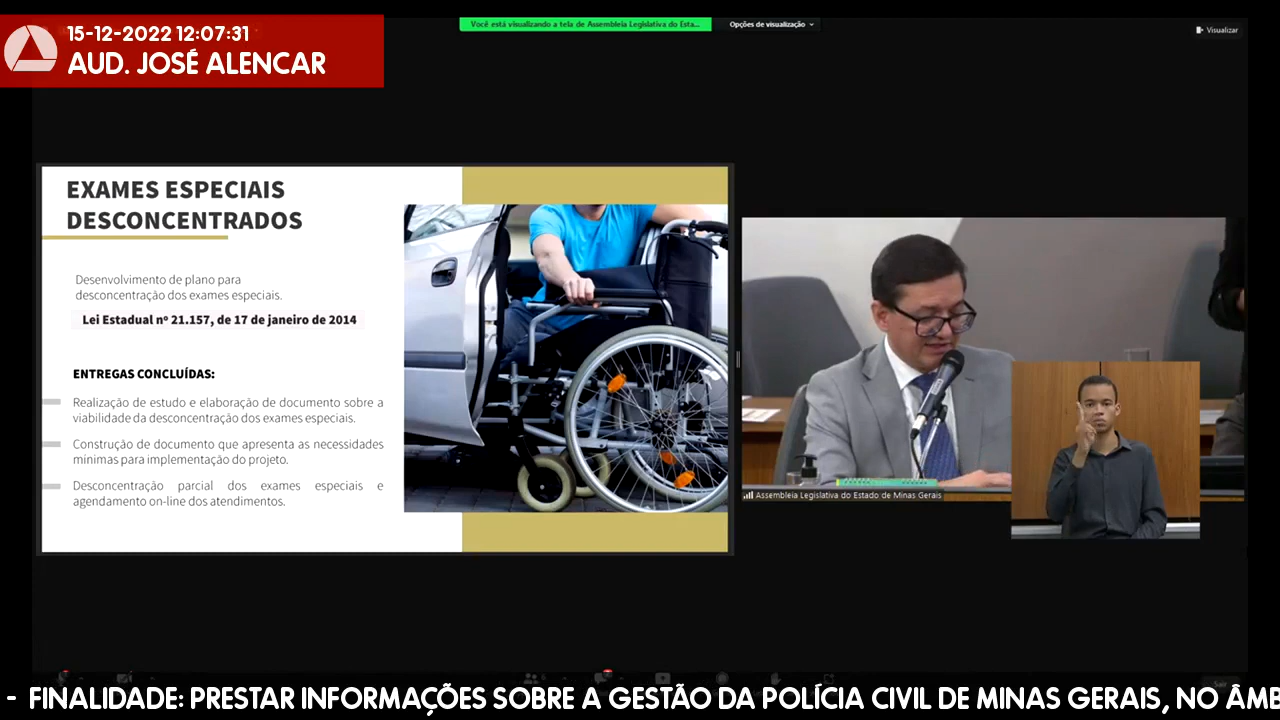 15-12-2022 12:07:31
AUD. JOSÉ ALENCAR
Você está visualizando a tela de Assembleia Legislativa do Esta...
Opções de visualização
Visualizar
EXAMES ESPECIAIS
DESCONCENTRADOS
Desenvolvimento de plano para
desconcentração dos exames especiais.
Lei Estadual nº 21.157, de 17 de janeiro de 2014
ENTREGAS CONCLUÍDAS:
Realização de estudo e elaboração de documento sobre a
viabilidade da desconcentração dos exames especiais.
Construção de documento que apresenta as necessidades
mínimas para implementação do projeto.
Desconcentração parcial dos exames especiais e
agendamento on-line dos atendimentos.
Assembleia Legislativa do Estado de Minas Gerais
Sair
- FINALIDADE: PRESTAR INFORMAÇÕES SOBRE A GESTÃO DA POLÍCIA CIVIL DE MINAS GERAIS, NO ÂMB